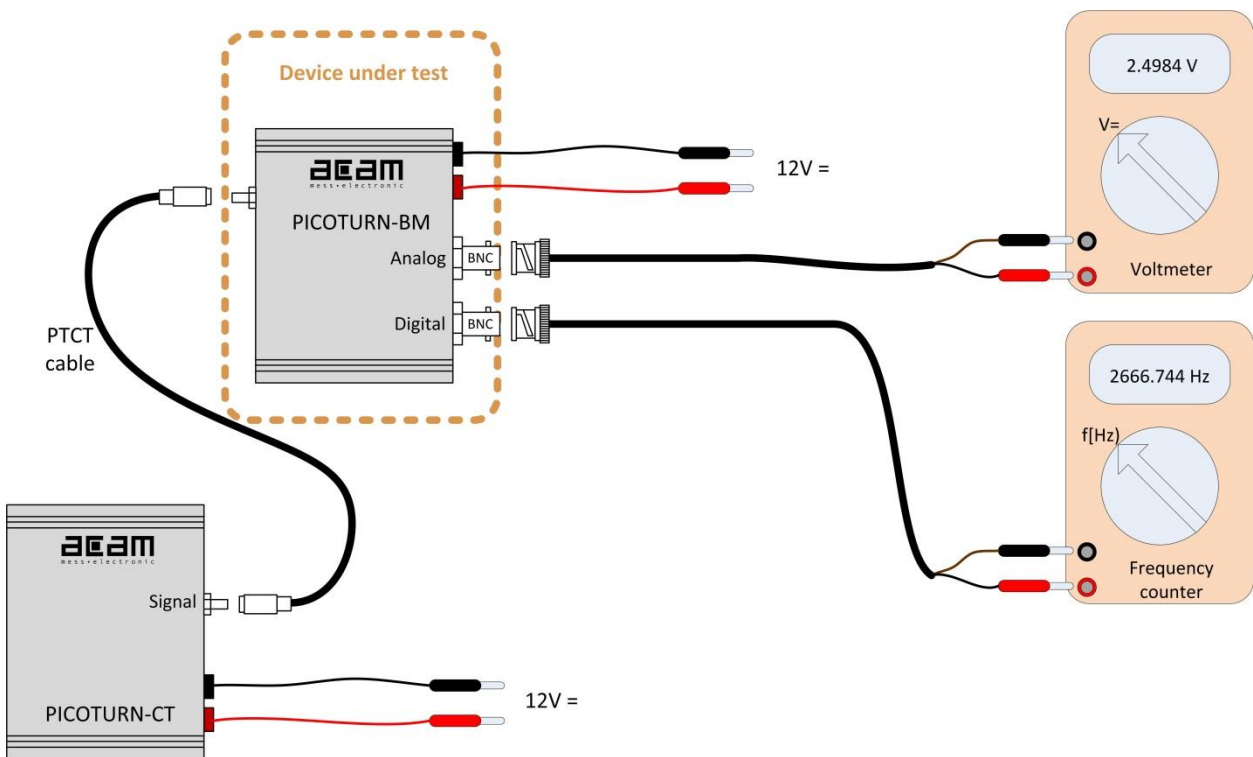 Device under test
acam
mess·electronic
PICOTURN-BM
Analog
BNC
Digital
BNC
12V =
2.4984 V
V=
Voltmeter
PTCT
cable
2666.744 Hz
f[Hz)
Frequency
counter
acam
mess·electronic
Signal
PICOTURN-CT
12V =